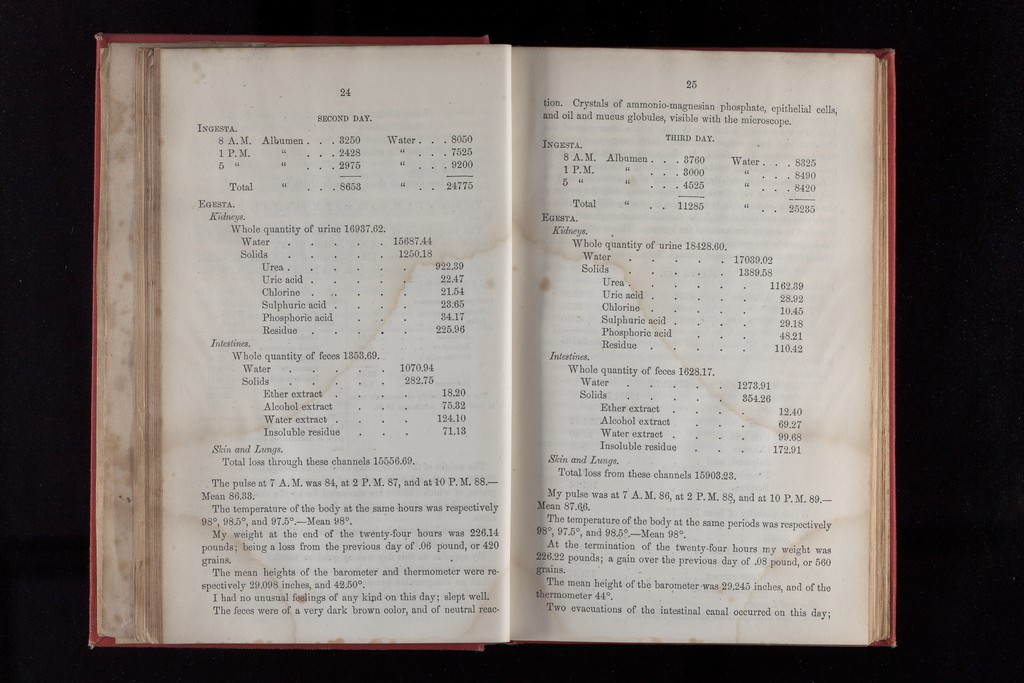 24
SECOND DAY.
INGESTA.
8 A.M. Albumen . . . 3250 Water . . . 8050
1 P.M. “ . . . 2428 “ . . . 7525
5 “ “ . . . 2975 “ . . . 9200
Total “ . . . 8653 “ . . 24775
EGESTA.
Kidneys.
Whole quantity of urine 16937.62.
Water . . . . . 15687.44
Solids . . . . . 1250.18
Urea . . . . . . 922.39
Uric acid . . . . . 22.47
Chlorine . . . . . 21.54
Sulphuric acid . . . . 23.65
Phosphoric acid . . . 34.17
Residue . . . . . 225.96
Intestines.
Whole quantity of feces 1353.69.
Water . . . . . 1070.94
Solids . . . . . 282.75
Ether extract . . . . 18.20
Alcohol extract . . . 75.32
Water extract . . . . 124.10
Insoluble residue . . . 71.13
Skin and Lungs.
Total loss through these channels 15556.69.
The pulse at 7 A.M. was 84, at 2 P.M. 87, and at 10 P.M. 88.—
Mean 86.33.
The temperature of the body at the same hours was respectively
98°, 98.5°, and 97.5°.—Mean 98°.
My weight at the end of the twenty-four hours was 226.14
pounds; being a loss from the previous day of .06 pound, or 420
grains.
The mean heights of the barometer and thermometer were re-
spectively 29.098 inches, and 42.50°.
I had no unusual feelings of any kind on this day; slept well.
The feces were of a very dark brown color, and of neutral reac-
25
tion. Crystals of ammonio-magnesian phosphate, epithelial cells,
and oil and mucus globules, visible with the microscope.
THIRD DAY.
INGESTA.
8 A.M. Albumen . . . 3760 Water . . . 8325
1 P.M. “ . . . 3000 “ . . . 8490
5 “ “ . . . 4525 “ . . . 8420
Total “ . . 11285 “ . . 25235
EGESTA.
Kidneys.
Whole quantity of urine 18428.60.
Water . . . . . 17039.02
Solids . . . . . 1389.58
Urea . . . . . . 1162.39
Uric acid . . . . . 28.92
Chlorine . . . . . 10.45
Sulphuric acid . . . . 29.18
Phosphoric acid . . . 48.21
Residue . . . . . 110.42
Intestines.
Whole quantity of feces 1628.17.
Water . . . . . 1273.91
Solids . . . . . 354.26
Ether extract . . . . 12.40
Alcohol extract . . . 69.27
Water extract . . . . 99.68
Insoluble residue . . . 172.91
Skin and Lungs.
Total loss from these channels 15903.23.
My pulse was at 7 A.M. 86, at 2 P.M. 88, and at 10 P.M. 89.—
Mean 87.66.
The temperature of the body at the same periods was respectively
98°, 97.5°, and 98.5°.—Mean 98°.
At the termination of the twenty-four hours my weight was
226.22 pounds; a gain over the previous day of .08 pound, or 560
grains.
The mean height of the barometer was 29.245 inches, and of the
thermometer 44°.
Two evacuations of the intestinal canal occurred on this day;